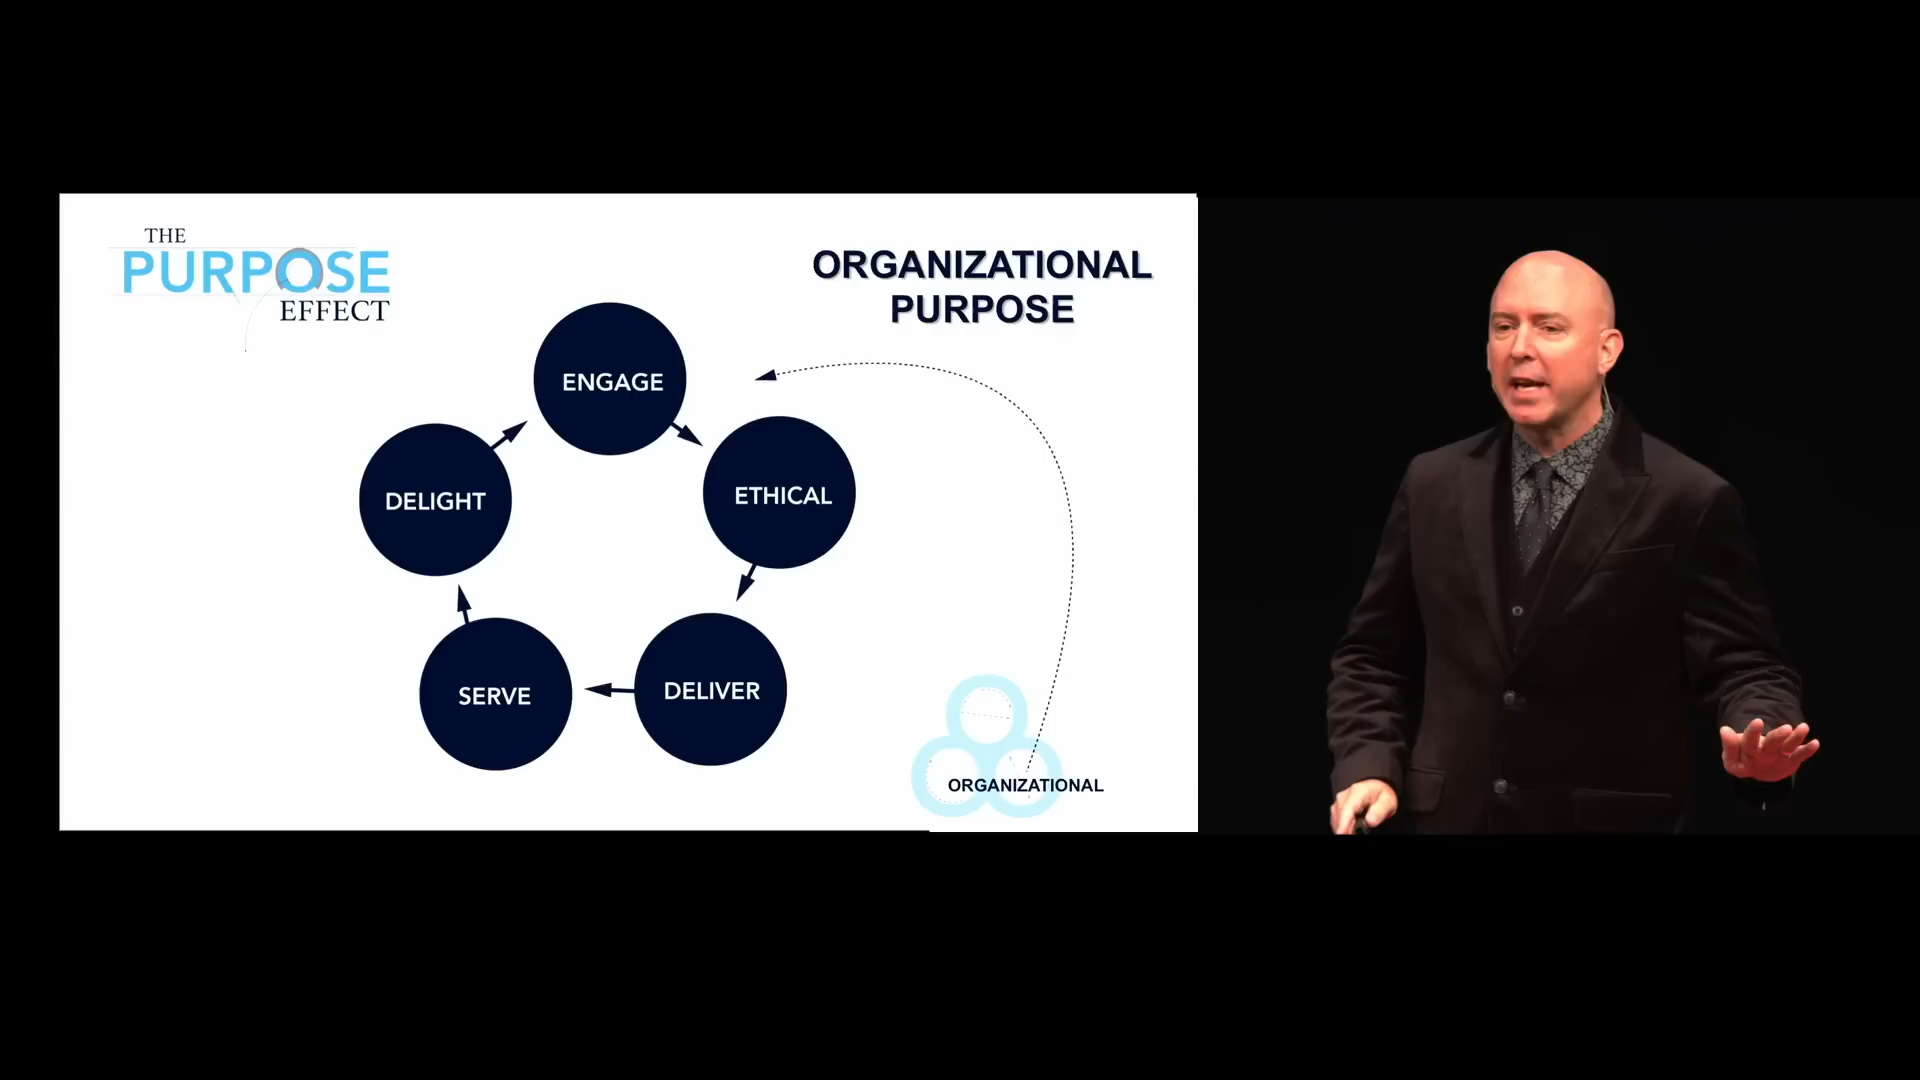 THE
PURPOSE
EFFECT
ORGANIZATIONAL
PURPOSE
ENGAGE
ETHICAL
DELIVER
SERVE
DELIGHT
ORGANIZATIONAL